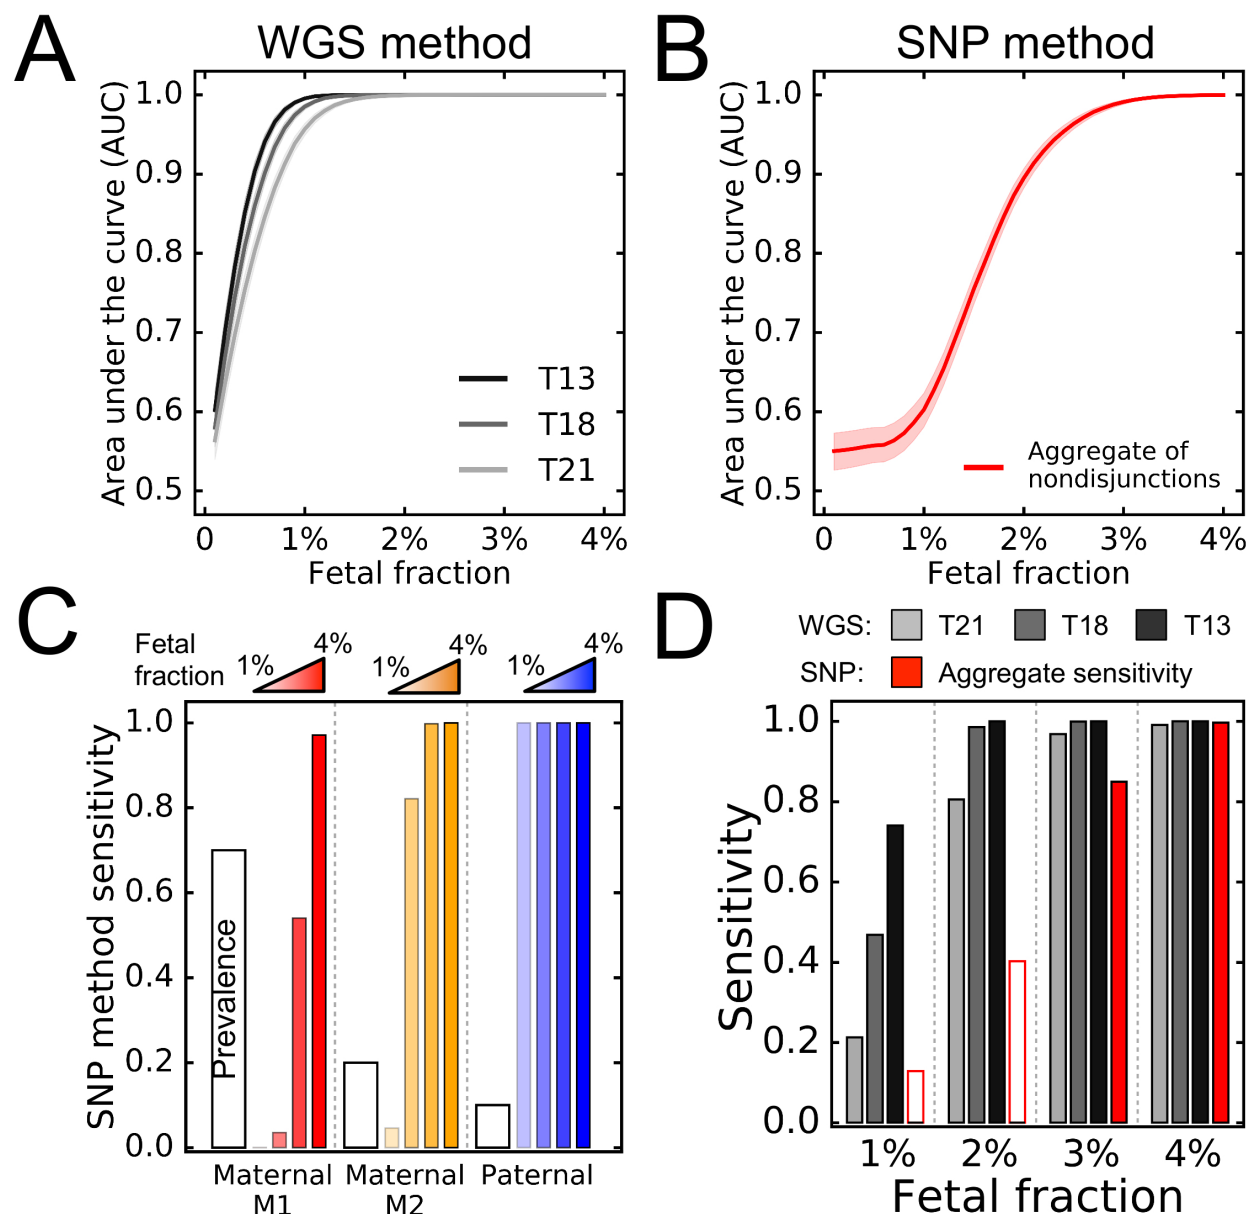 A
WGS method
Area under the curve (AUC)
1.0
0.9
0.8
0.7
0.6
0.5
T13
T18
T21
0 1% 2% 3% 4%
Fetal fraction
B
SNP method
Area under the curve (AUC)
1.0
0.9
0.8
0.7
0.6
0.5
Aggregate of
nondisjunctions
0 1% 2% 3% 4%
Fetal fraction
C
Fetal
fraction
1% 4%
1% 4%
1% 4%
SNP method sensitivity
1.0
0.8
0.6
0.4
0.2
0.0
Prevalence
Maternal
M1
Maternal
M2
Paternal
D
WGS: T21 T18 T13
SNP: Aggregate sensitivity
Sensitivity
1.0
0.8
0.6
0.4
0.2
0.0
1% 2% 3% 4%
Fetal fraction